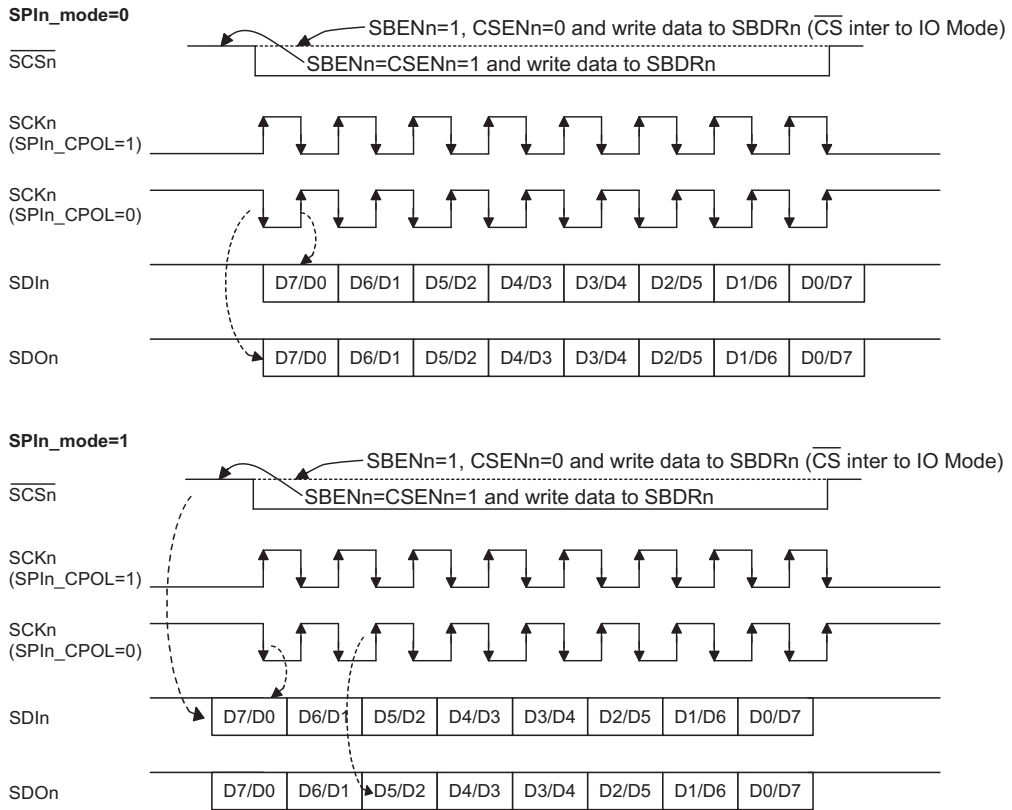 SPIn_mode=0
SBENn=1, CSENn=0 and write data to SBDRn (CS inter to IO Mode)
SCSn
SBENn=CSENn=1 and write data to SBDRn
SCKn
(SPIn_CPOL=1)
SCKn
(SPIn_CPOL=0)
SDIn
D7/D0 D6/D1 D5/D2 D4/D3 D3/D4 D2/D5 D1/D6 D0/D7
SDOn
D7/D0 D6/D1 D5/D2 D4/D3 D3/D4 D2/D5 D1/D6 D0/D7
SPIn_mode=1
SBENn=1, CSENn=0 and write data to SBDRn (CS inter to IO Mode)
SCSn
SBENn=CSENn=1 and write data to SBDRn
SCKn
(SPIn_CPOL=1)
SCKn
(SPIn_CPOL=0)
SDIn
D7/D0 D6/D1 D5/D2 D4/D3 D3/D4 D2/D5 D1/D6 D0/D7
SDOn
D7/D0 D6/D1 D5/D2 D4/D3 D3/D4 D2/D5 D1/D6 D0/D7